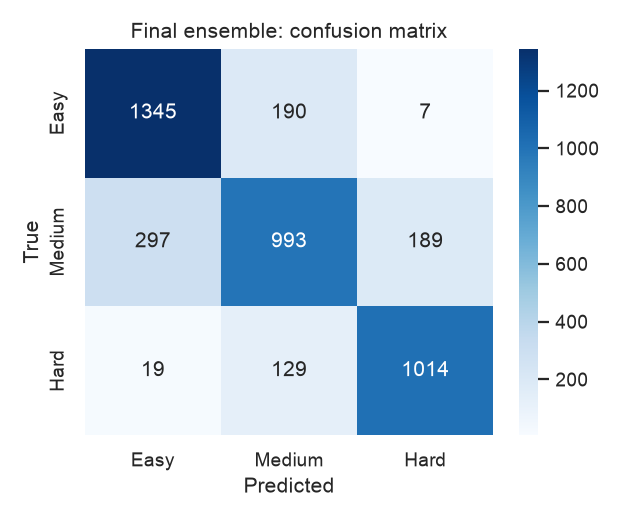 Final ensemble: confusion matrix
Easy 1345 190 7
Medium 297 993 189
Hard 19 129 1014
True
Easy Medium Hard
Predicted
1200
1000
800
600
400
200